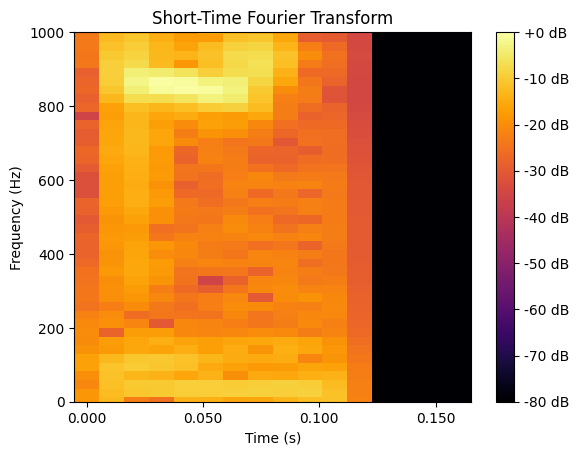 Short-Time Fourier Transform
1000
800
600
400
200
0
Frequency (Hz)
0.000
0.050
0.100
0.150
Time (s)
+0 dB
-10 dB
-20 dB
-30 dB
-40 dB
-50 dB
-60 dB
-70 dB
-80 dB